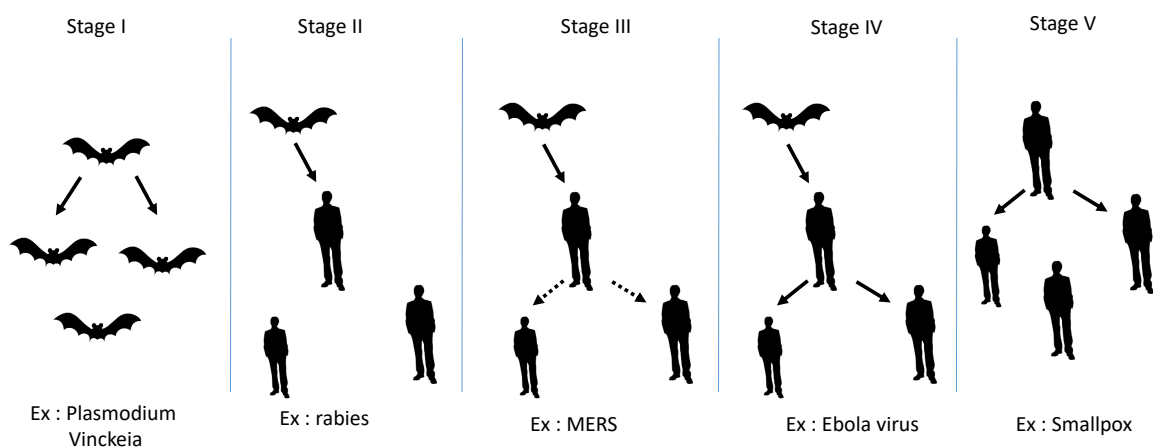 Stage I
Stage II
Stage III
Stage IV
Stage V
Ex : Plasmodium
Vinckeia
Ex : rabies
Ex : MERS
Ex : Ebola virus
Ex : Smallpox